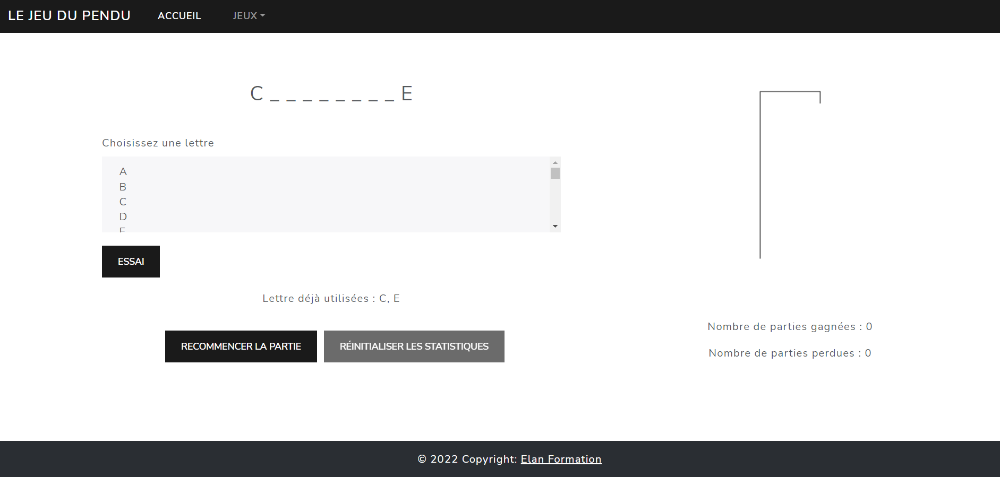 LE JEU DU PENDU ACCUEIL JEUX
C _ _ _ _ _ _ _ _ E
Choisissez une lettre
A
B
C
D
E
ESSAI
Lettre déjà utilisées : C, E
RECOMMENCER LA PARTIE RÉINITIALISER LES STATISTIQUES
Nombre de parties gagnées : 0
Nombre de parties perdues : 0
© 2022 Copyright: Elan Formation